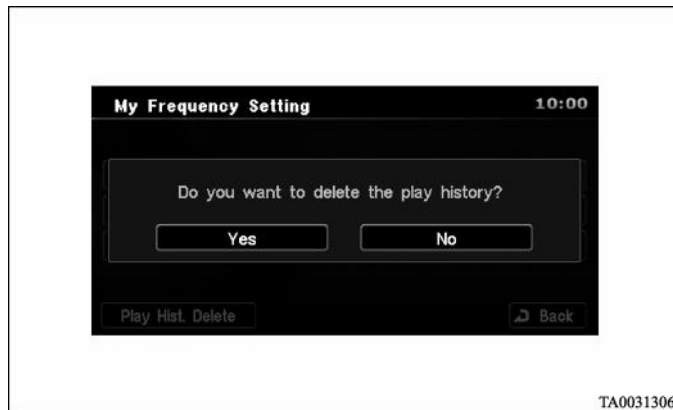 My Frequency Setting 10:00
Do you want to delete the play history?
Yes No
Play Hist. Delete Back
TA0031306